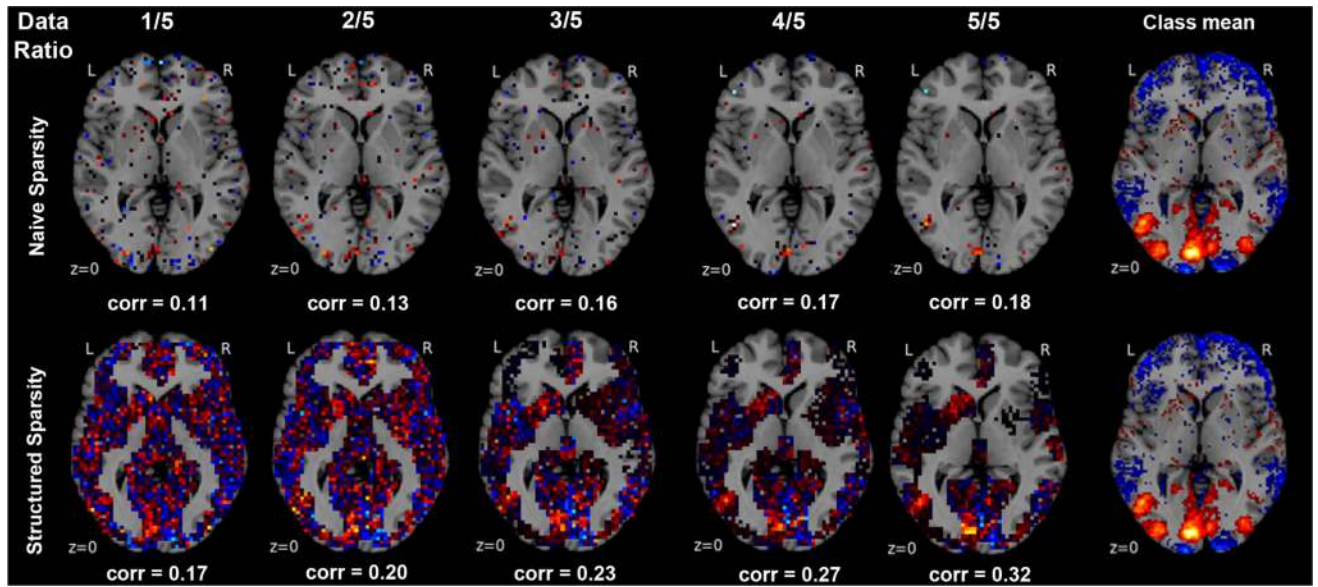 Data Ratio 1/5 2/5 3/5 4/5 5/5 Class mean
Naive Sparsity
L R L R L R L R L R L R
z=0 z=0 z=0 z=0 z=0 z=0
corr = 0.11 corr = 0.13 corr = 0.16 corr = 0.17 corr = 0.18
Structured Sparsity
L R L R L R L R L R L R
z=0 z=0 z=0 z=0 z=0 z=0
corr = 0.17 corr = 0.20 corr = 0.23 corr = 0.27 corr = 0.32